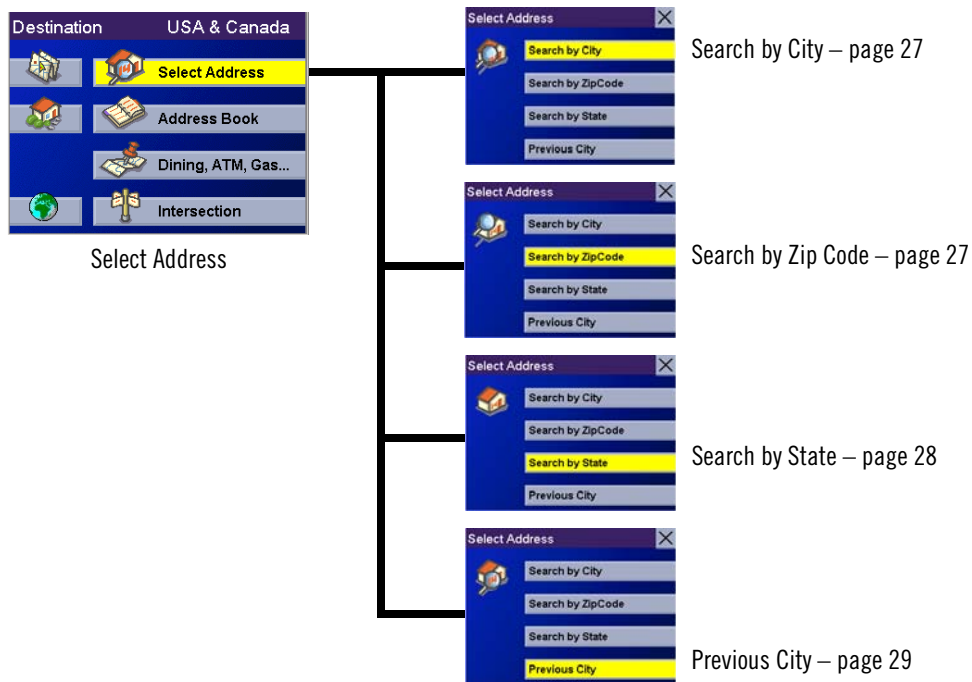 Destination USA & Canada
Select Address
Address Book
Dining, ATM, Gas...
Intersection
Select Address
Select Address
Search by City
Search by ZipCode
Search by State
Previous City
Search by City – page 27
Select Address
Search by City
Search by ZipCode
Search by State
Previous City
Search by Zip Code – page 27
Select Address
Search by City
Search by ZipCode
Search by State
Previous City
Search by State – page 28
Select Address
Search by City
Search by ZipCode
Search by State
Previous City
Previous City – page 29